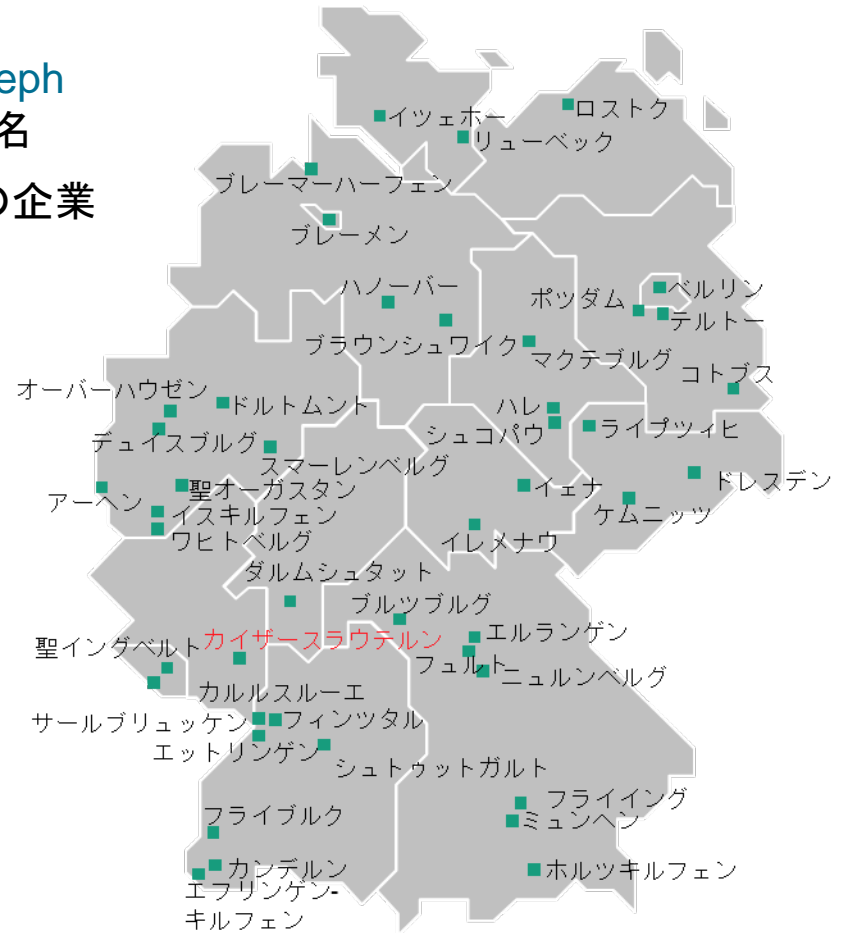 eph
名
の企業
イツェホー
ロストク
リューベック
ブレーマーハーフェン
ブレーメン
ハノーバー
ベルリン
ポツダム
テルトー
ブラウンシュワイク
マクテブルグ
コトブス
オーバーハウゼン
ドルトムント
ハレ
シュコパウ
ライプツィヒ
デュイスブルグ
スマーレンベルグ
ドレスデン
アーヘン
聖オーガスタン
イェナ
ケムニッツ
イスキルフェン
ワヒトベルグ
イレメナウ
ダルムシュタット
ブルツブルグ
聖イングベルト
カイザースラウテルン
エルランゲン
フュルト
ニュルンベルグ
カルルスルーエ
サールブリュッケン
フィンツタル
エットリンゲン
シュトゥットガルト
フライイング
フライブルク
ミュンヘン
カンデルン
ホルツキルフェン
エフリンゲン-
キルフェン